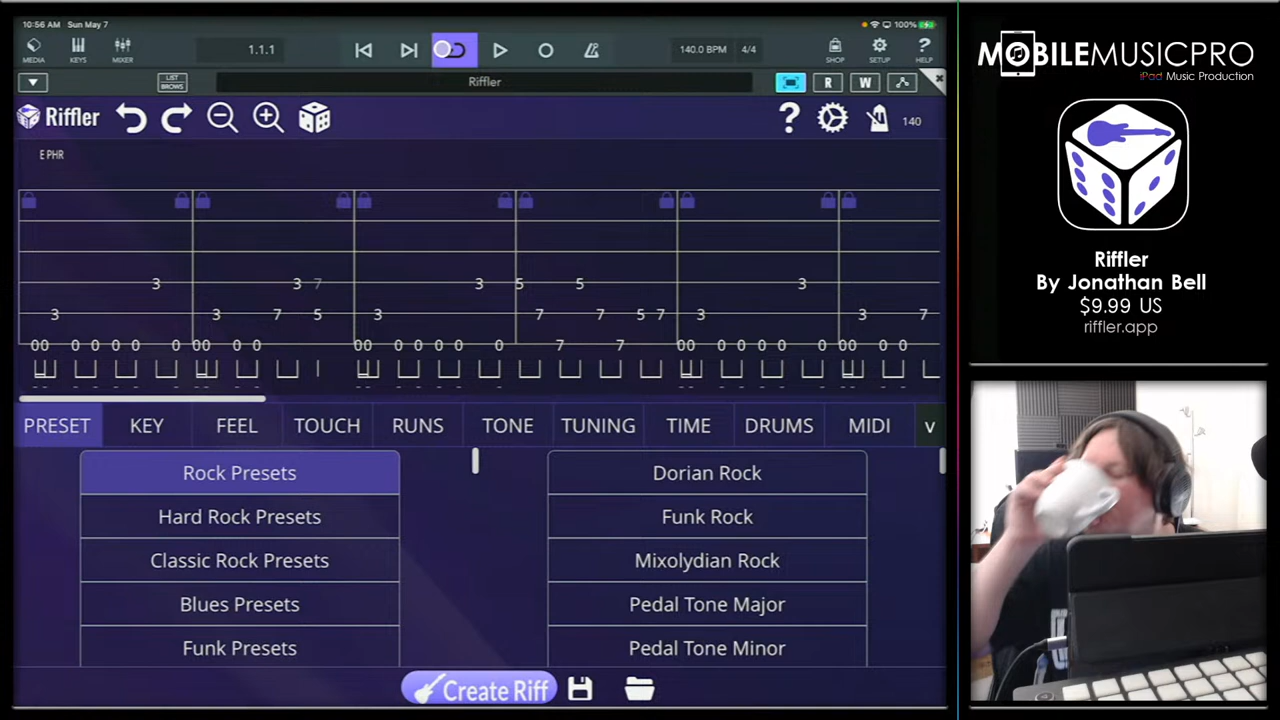 10:56 AM Sun May 7
100%
MEDIA
KEYS
MIXER
1.1.1
140.0 BPM
4/4
SHOP
SETUP
HELP
LIST
BROWS
Riffler
R
W
Riffler
?
140
E PHR
3 3 7 3 5 5 3
3 3 7 5 3 7 7 5 7 3 3 7
00 0 0 0 0 0 00 0 0 00 0 0 0 0 0 7 7 00 0 0 0 0 0 00 0 0
PRESET
KEY
FEEL
TOUCH
RUNS
TONE
TUNING
TIME
DRUMS
MIDI
v
Rock Presets
Hard Rock Presets
Classic Rock Presets
Blues Presets
Funk Presets
Dorian Rock
Funk Rock
Mixolydian Rock
Pedal Tone Major
Pedal Tone Minor
Create Riff
MOBILEMUSICPRO
iPad Music Production
Riffler
By Jonathan Bell
$9.99 US
riffler.app